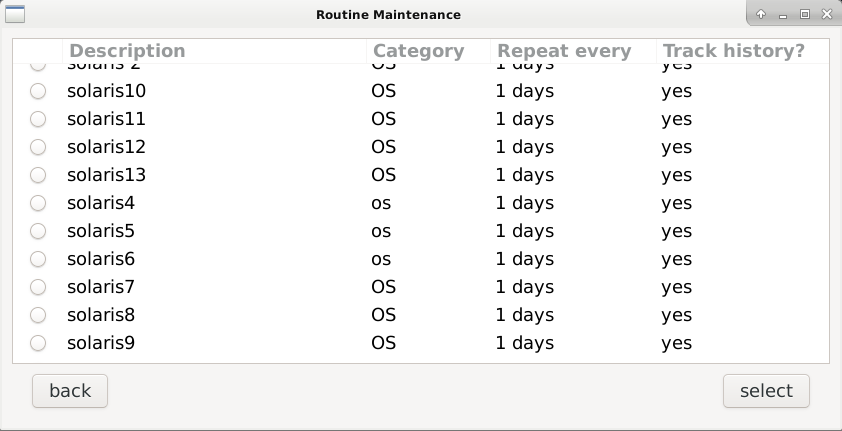 Routine Maintenance
Description Category Repeat every Track history?
solaris 2 OS 1 days yes
solaris10 OS 1 days yes
solaris11 OS 1 days yes
solaris12 OS 1 days yes
solaris13 OS 1 days yes
solaris4 os 1 days yes
solaris5 os 1 days yes
solaris6 os 1 days yes
solaris7 OS 1 days yes
solaris8 OS 1 days yes
solaris9 OS 1 days yes
back select